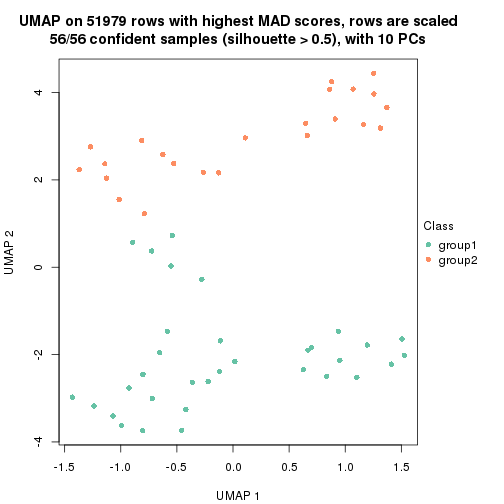 UMAP on 51979 rows with highest MAD scores, rows are scaled
56/56 confident samples (silhouette > 0.5), with 10 PCs
4
2
0
-2
-4
UMAP 2
-1.5 -1.0 -0.5 0.0 0.5 1.0 1.5
UMAP 1
Class
group1
group2